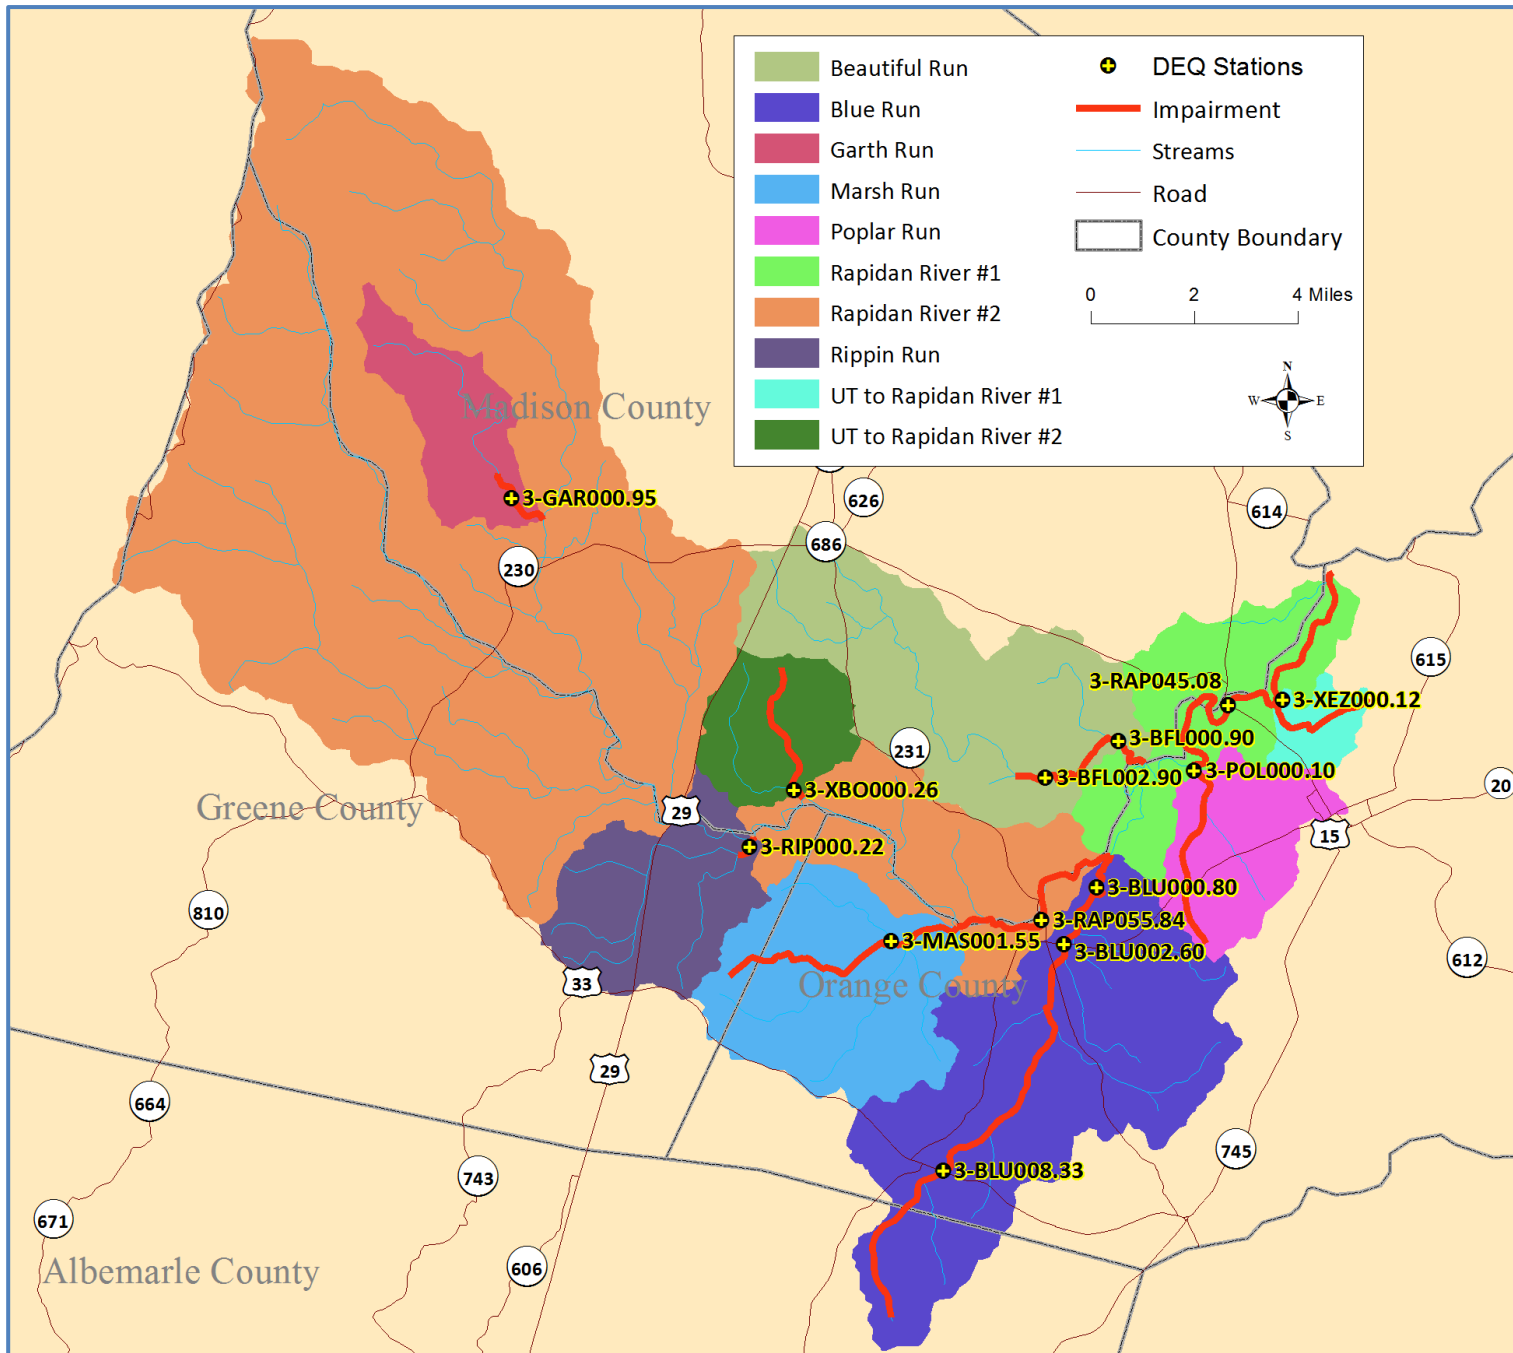 Beautiful Run
Blue Run
Garth Run
Marsh Run
Poplar Run
Rapidan River #1
Rapidan River #2
Rippin Run
UT to Rapidan River #1
UT to Rapidan River #2
DEQ Stations
Impairment
Streams
Road
County Boundary
0 2 4 Miles
N
W E
S
Madison County
3-GAR000.95
626
614
686
230
615
3-RAP045.08
3-XEZ000.12
3-BFL000.90
231
3-BFL002.90
3-POL000.10
3-XBO000.26
20
Greene County
29
15
3-RIP000.22
3-BLU000.80
810
3-RAP055.84
3-MAS001.55
3-BLU002.60
612
33
Orange County
29
664
745
743
3-BLU008.33
671
606
Albemarle County